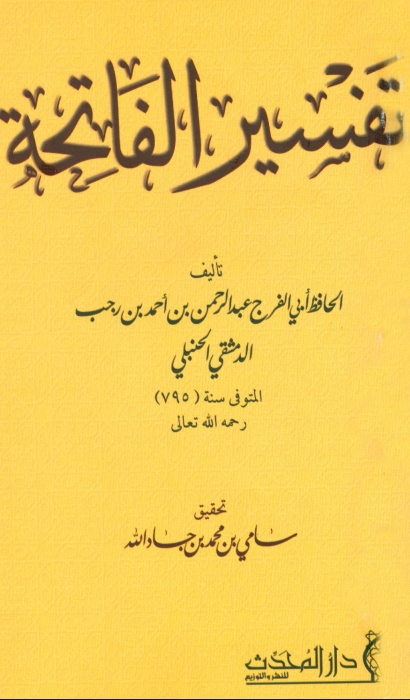 تفسير الفاتحة
تأليف
الحافظ أبي الفرج عبد الرحمن بن أحمد بن رجب
الدمشقي الحنبلي
المتوفى سنة (٧٩٥)
رحمه الله تعالى
تحقيق
سامي بن محمد بن جاد الله
دار المحدث
للنشر والتوزيع